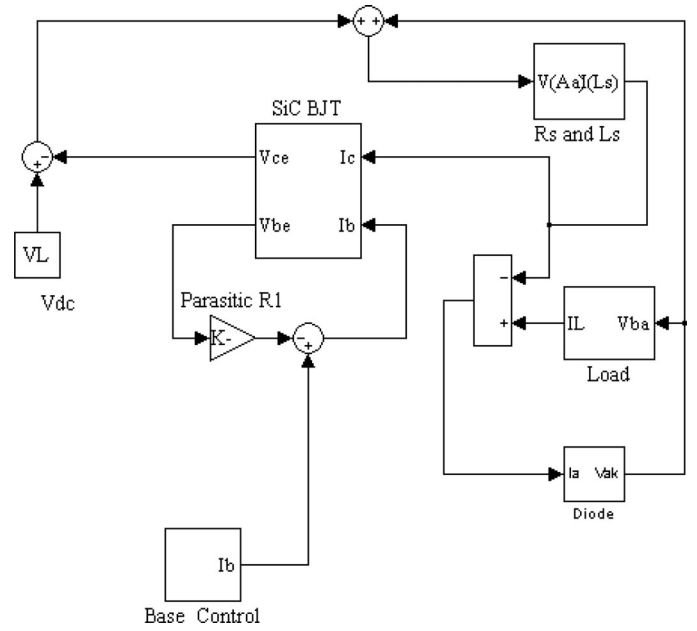 + +
V(Aa)I(Ls)
Rs and Ls
SiC BJT
Vce Ic
Vbe Ib
+ -
VL
Vdc
Parasitic R1
K-
- +
-
+
IL Vba
Load
Ia Vak
Diode
Ib
Base Control